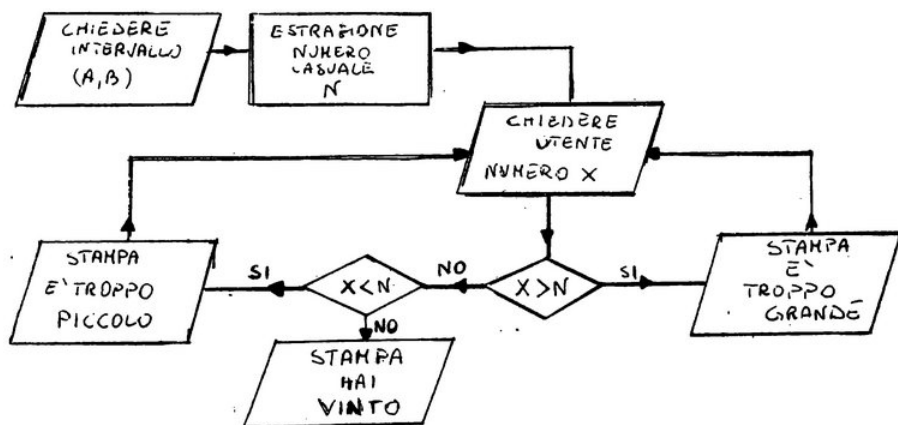 CHIEDERE
INTERVALLO
(A,B)
ESTRAZIONE
NUMERO
CASUALE
N
CHIEDERE
UTENTE
NUMERO X
X>N
SI
STAMPA
E'
TROPPO
GRANDE
NO
X<N
SI
STAMPA
E' TROPPO
PICCOLO
NO
STAMPA
HAI
VINTO